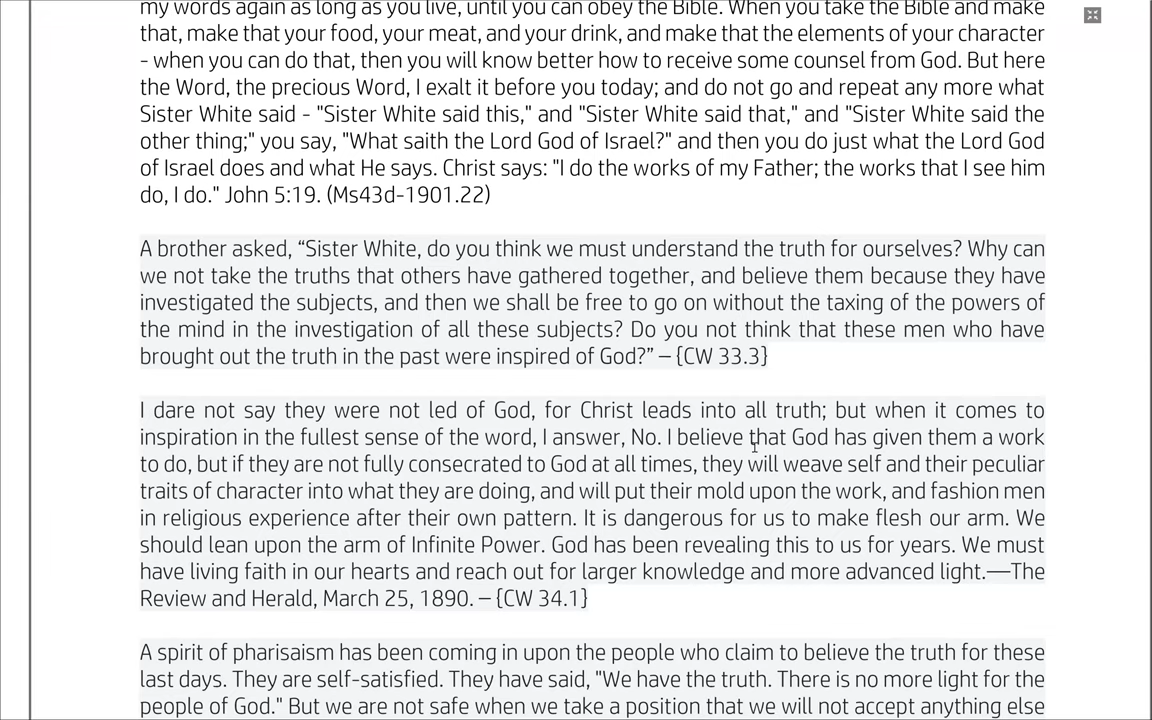 my words again as long as you live, until you can obey the Bible. When you take the Bible and make
that, make that your food, your meat, and your drink, and make that the elements of your character
- when you can do that, then you will know better how to receive some counsel from God. But here
the Word, the precious Word, I exalt it before you today; and do not go and repeat any more what
Sister White said - "Sister White said this," and "Sister White said that," and "Sister White said the
other thing;" you say, "What saith the Lord God of Israel?" and then you do just what the Lord God
of Israel does and what He says. Christ says: "I do the works of my Father; the works that I see him
do, I do." John 5:19. (Ms43d-1901.22)
A brother asked, “Sister White, do you think we must understand the truth for ourselves? Why can
we not take the truths that others have gathered together, and believe them because they have
investigated the subjects, and then we shall be free to go on without the taxing of the powers of
the mind in the investigation of all these subjects? Do you not think that these men who have
brought out the truth in the past were inspired of God?” – {CW 33.3}
I dare not say they were not led of God, for Christ leads into all truth; but when it comes to
inspiration in the fullest sense of the word, I answer, No. I believe that God has given them a work
to do, but if they are not fully consecrated to God at all times, they will weave self and their peculiar
traits of character into what they are doing, and will put their mold upon the work, and fashion men
in religious experience after their own pattern. It is dangerous for us to make flesh our arm. We
should lean upon the arm of Infinite Power. God has been revealing this to us for years. We must
have living faith in our hearts and reach out for larger knowledge and more advanced light.—The
Review and Herald, March 25, 1890. – {CW 34.1}
A spirit of pharisaism has been coming in upon the people who claim to believe the truth for these
last days. They are self-satisfied. They have said, "We have the truth. There is no more light for the
people of God." But we are not safe when we take a position that we will not accept anything else